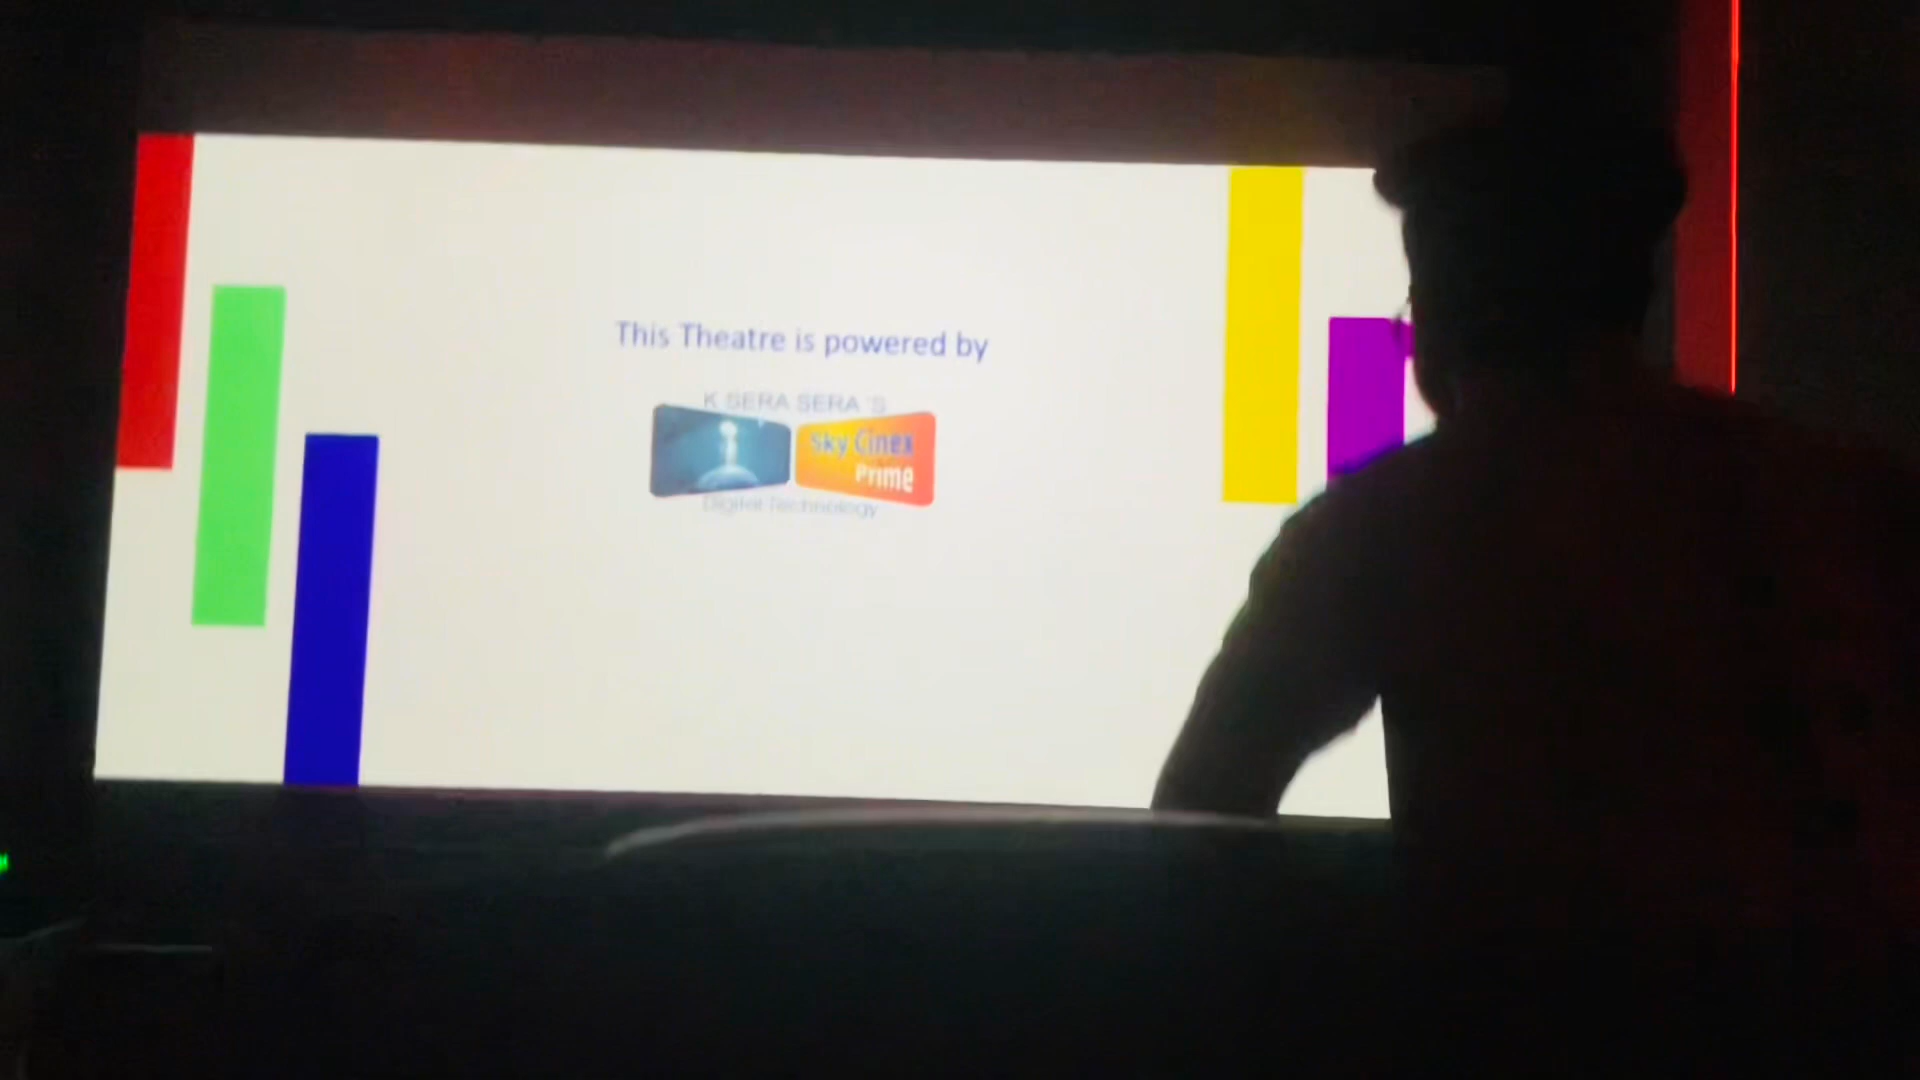 This Theatre is powered by
K SERA SERA 'S
Sky Cinex
Prime
Digital Technology